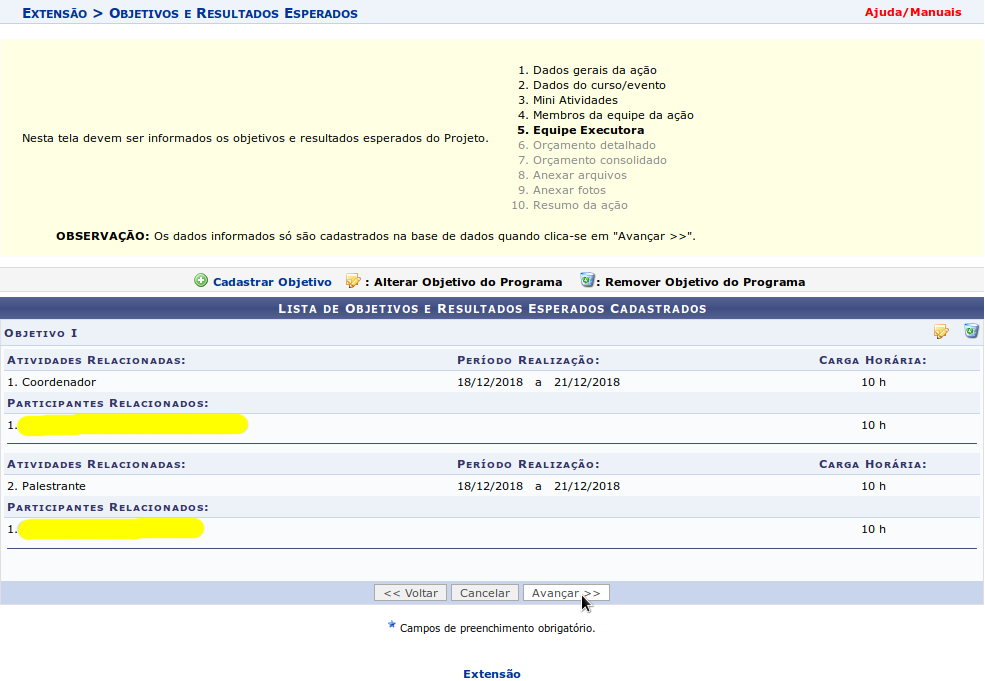 Extensão > Objetivos e Resultados Esperados
Ajuda/Manuais
Nesta tela devem ser informados os objetivos e resultados esperados do Projeto.
1. Dados gerais da ação
2. Dados do curso/evento
3. Mini Atividades
4. Membros da equipe da ação
5. Equipe Executora
6. Orçamento detalhado
7. Orçamento consolidado
8. Anexar arquivos
9. Anexar fotos
10. Resumo da ação
OBSERVAÇÃO: Os dados informados só são cadastrados na base de dados quando clica-se em "Avançar >>".
Cadastrar Objetivo : Alterar Objetivo do Programa : Remover Objetivo do Programa
Lista de Objetivos e Resultados Esperados Cadastrados
Objetivo I
Atividades Relacionadas: Período Realização: Carga Horária:
1. Coordenador 18/12/2018 a 21/12/2018 10 h
Participantes Relacionados:
1. 10 h
Atividades Relacionadas: Período Realização: Carga Horária:
2. Palestrante 18/12/2018 a 21/12/2018 10 h
Participantes Relacionados:
1. 10 h
<< Voltar Cancelar Avançar >>
* Campos de preenchimento obrigatório.
Extensão